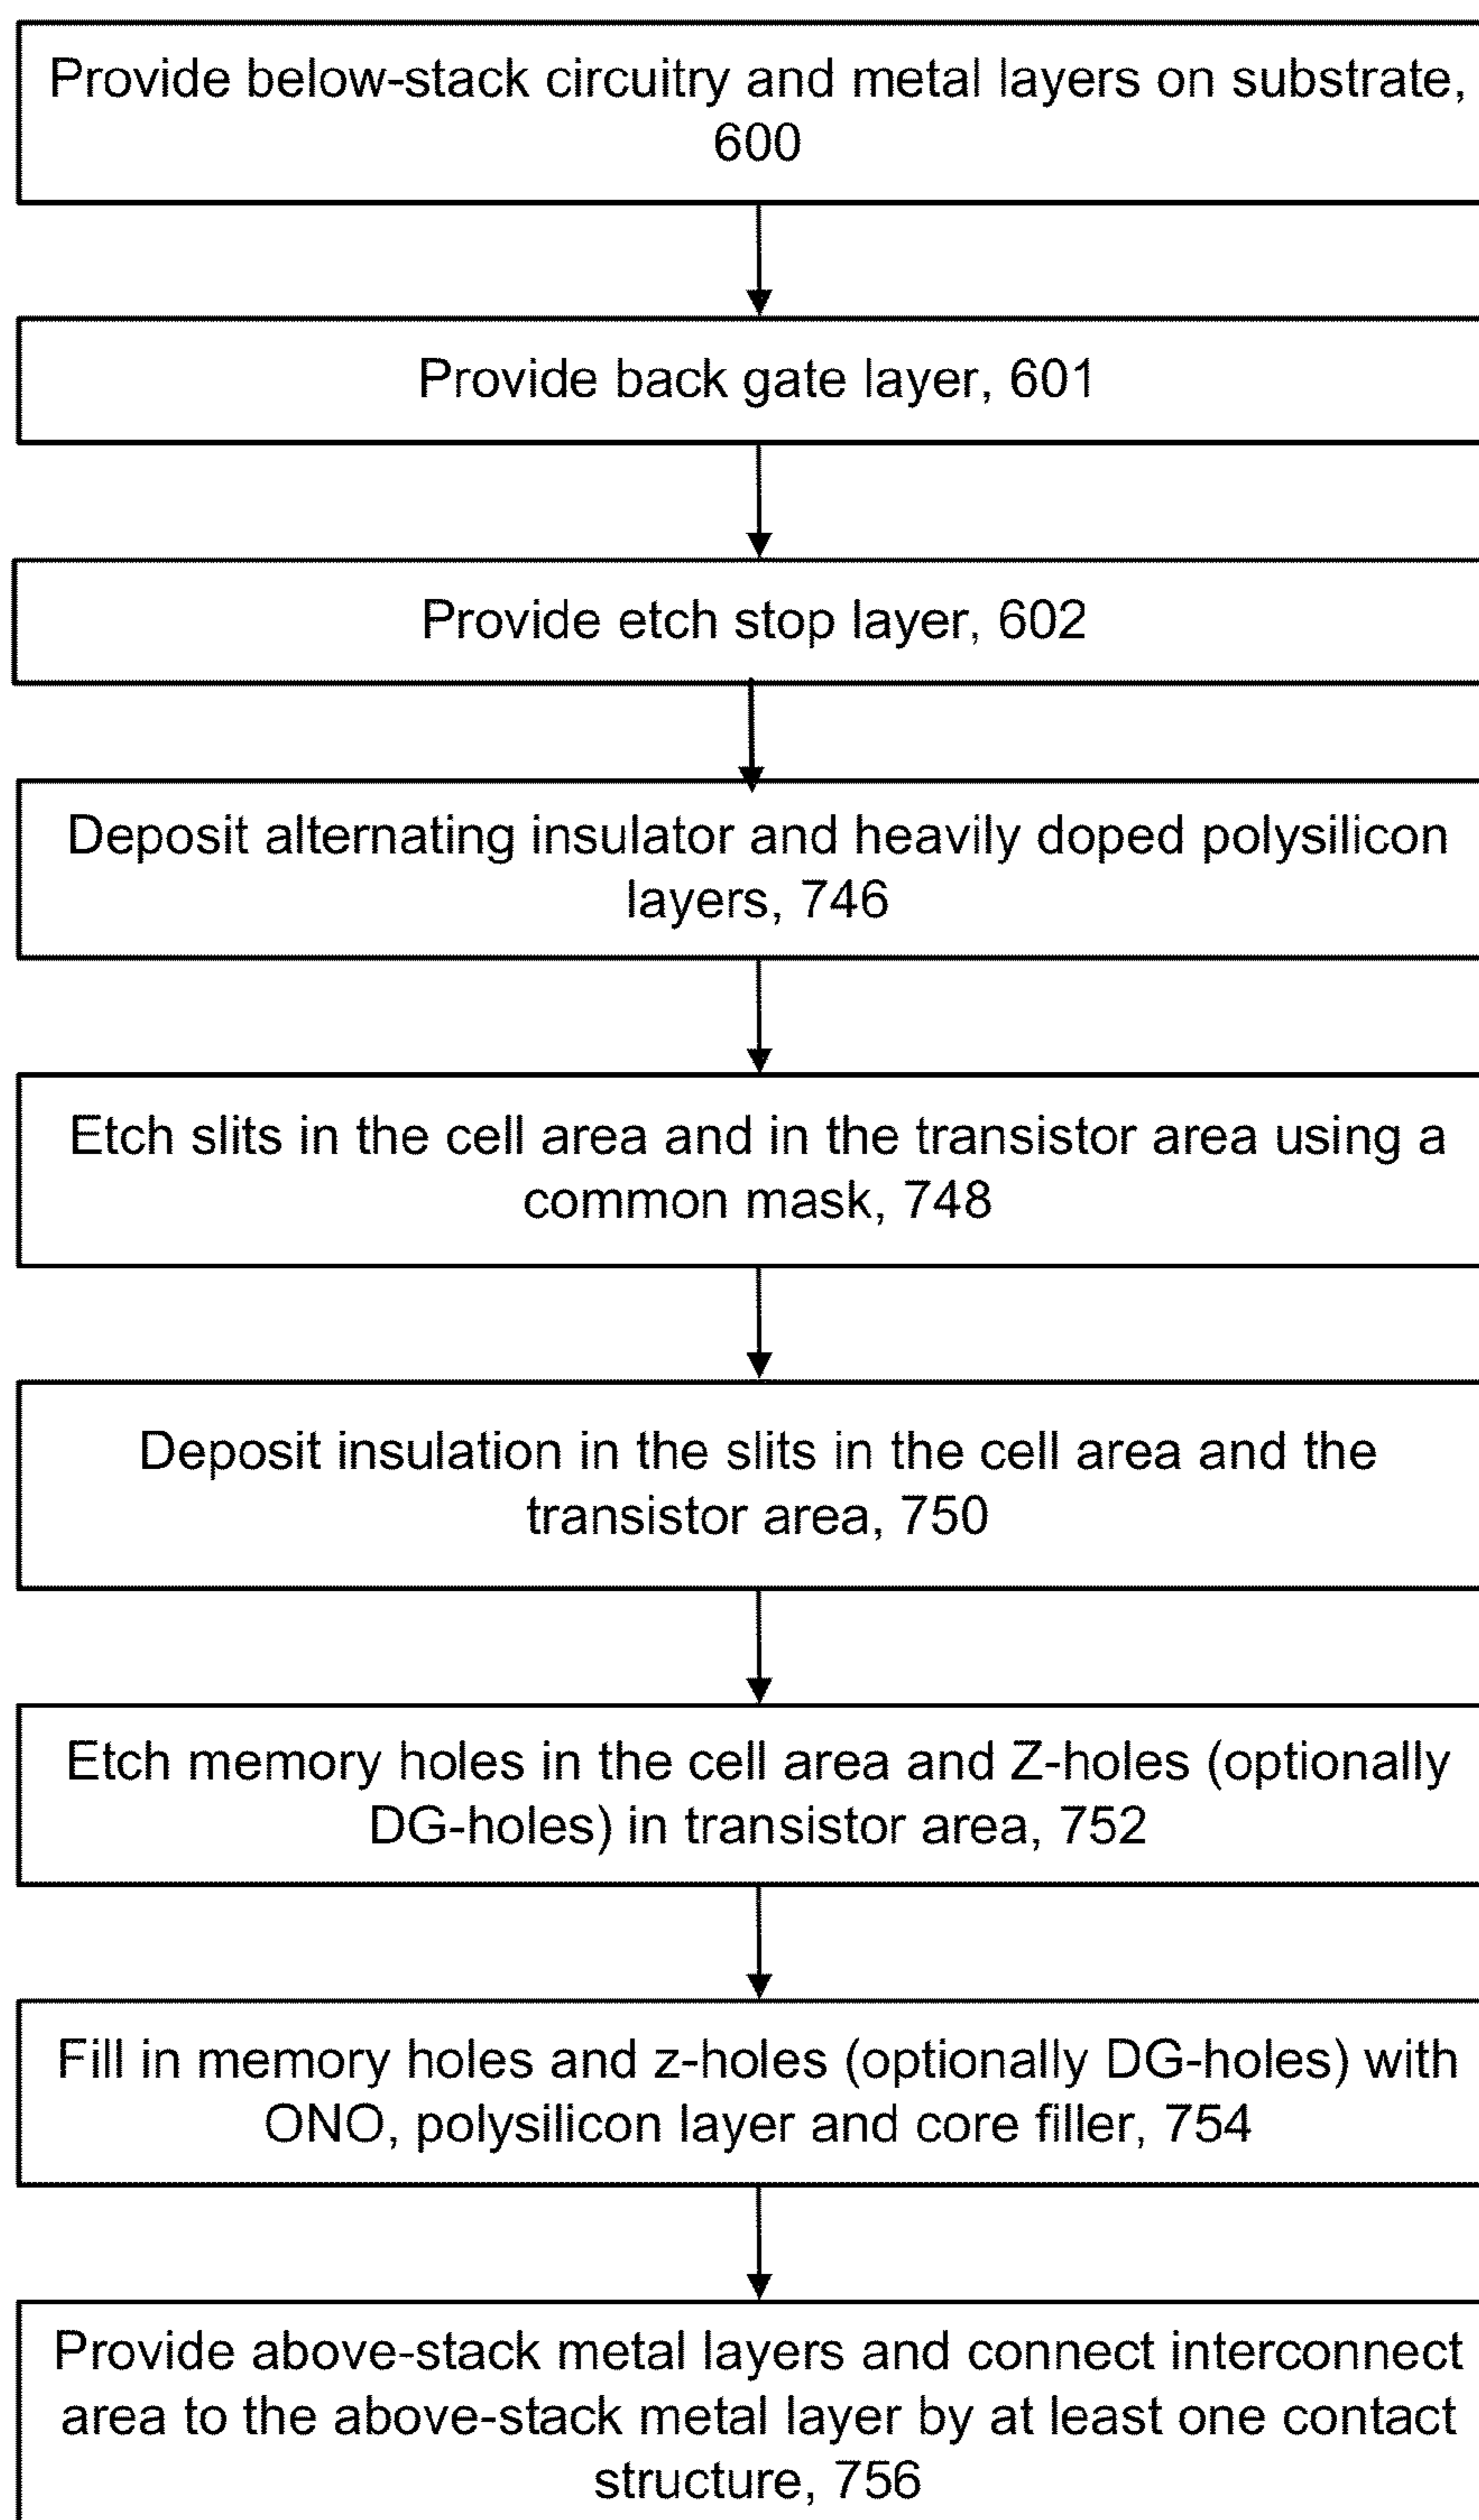 Provide below-stack circuitry and metal layers on substrate,
600
Provide back gate layer, 601
Provide etch stop layer, 602
Deposit alternating insulator and heavily doped polysilicon
layers, 746
Etch slits in the cell area and in the transistor area using a
common mask, 748
Deposit insulation in the slits in the cell area and the
transistor area, 750
Etch memory holes in the cell area and Z-holes (optionally
DG-holes) in transistor area, 752
Fill in memory holes and z-holes (optionally DG-holes) with
ONO, polysilicon layer and core filler, 754
Provide above-stack metal layers and connect interconnect
area to the above-stack metal layer by at least one contact
structure, 756